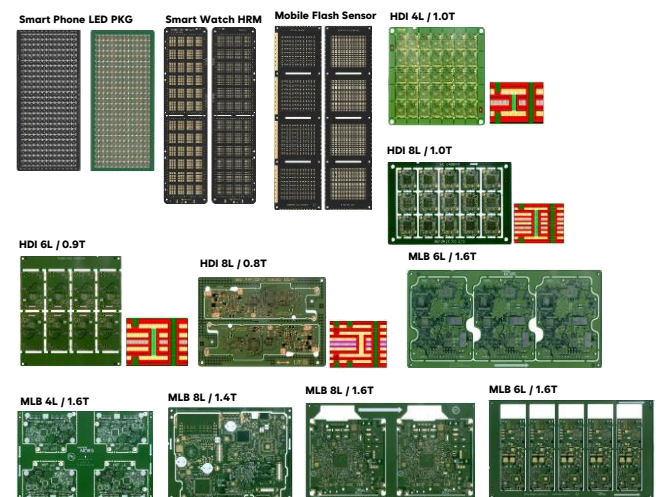 Smart Phone LED PKG
Smart Watch HRM
Mobile Flash Sensor
HDI 4L / 1.0T
HDI 8L / 1.0T
HDI 6L / 0.9T
HDI 8L / 0.8T
MLB 6L / 1.6T
MLB 4L / 1.6T
MLB 8L / 1.4T
MLB 8L / 1.6T
MLB 6L / 1.6T